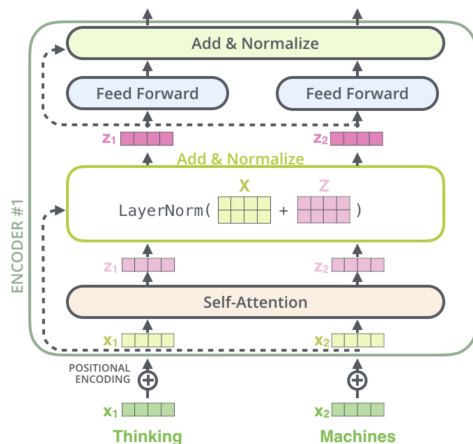 Add & Normalize
Feed Forward Feed Forward
z1 z2
Add & Normalize
X Z
LayerNorm( + )
ENCODER #1
z1 z2
Self-Attention
x1 x2
POSITIONAL
ENCODING
x1 x2
Thinking Machines